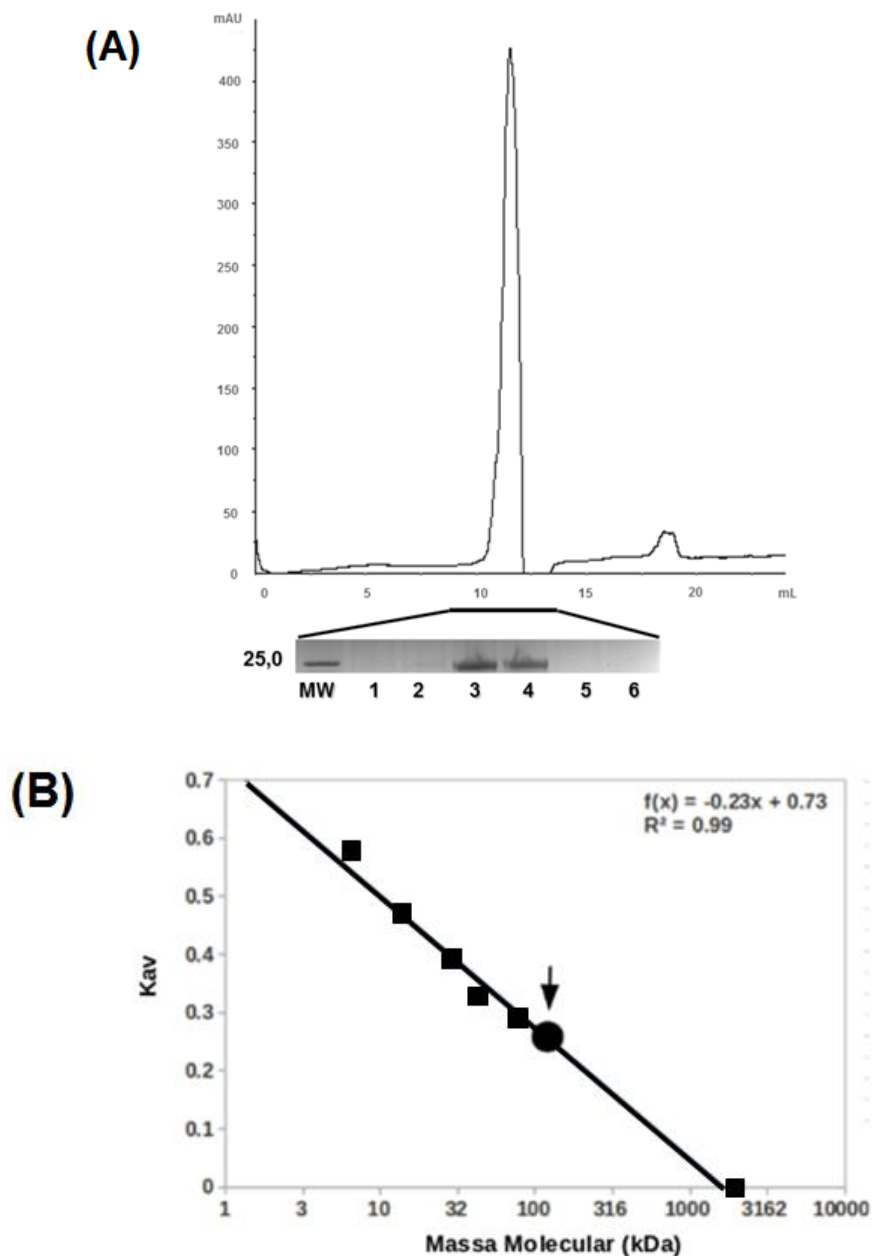 (A)
mAU
400
350
300
250
200
150
100
50
0
0 5 10 15 20 mL
25,0
MW 1 2 3 4 5 6
(B)
0.7
f(x) = -0.23x + 0.73
R² = 0.99
0.6
0.5
0.4
0.3
0.2
0.1
0
Kav
1 3 10 32 100 316 1000 3162 10000
Massa Molecular (kDa)